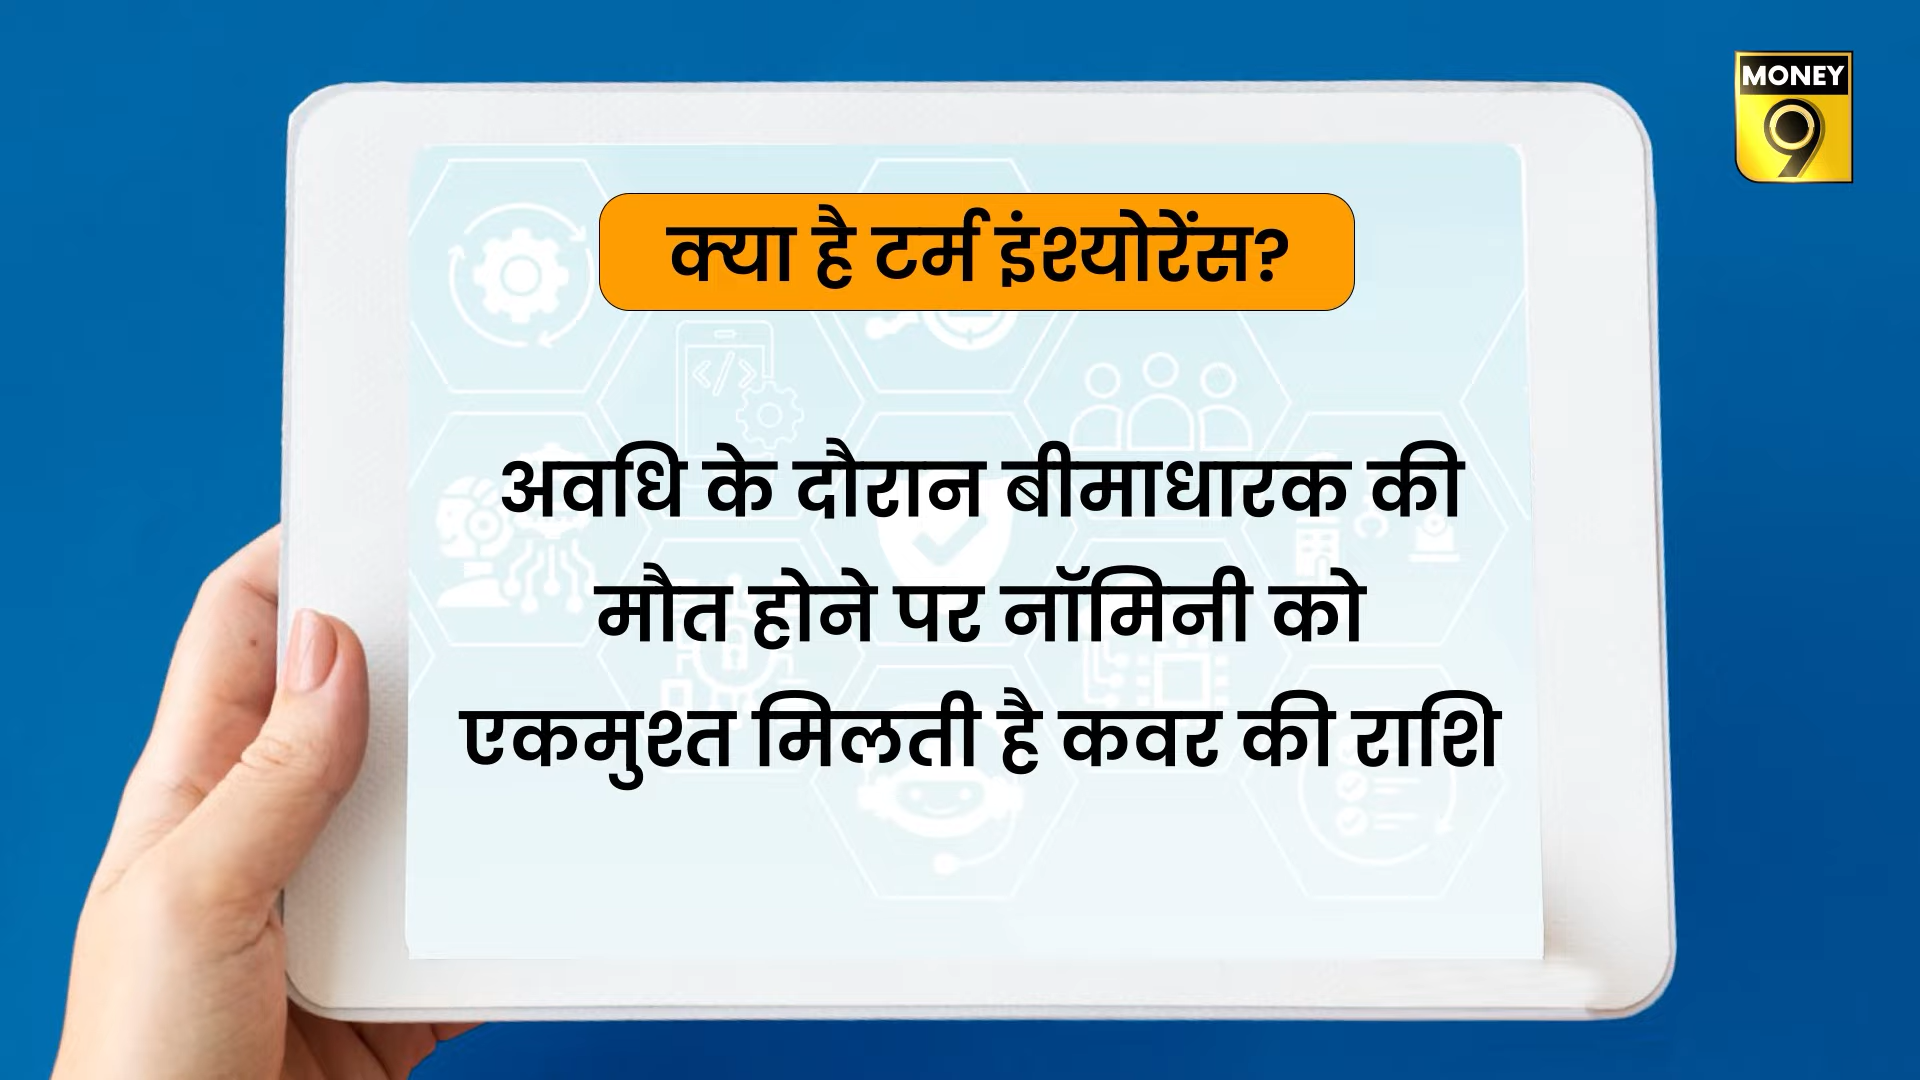 MONEY
9
क्या है टर्म इंश्योरेंस?
अवधि के दौरान बीमाधारक की
मौत होने पर नॉमिनी को
एकमुश्त मिलती है कवर की राशि